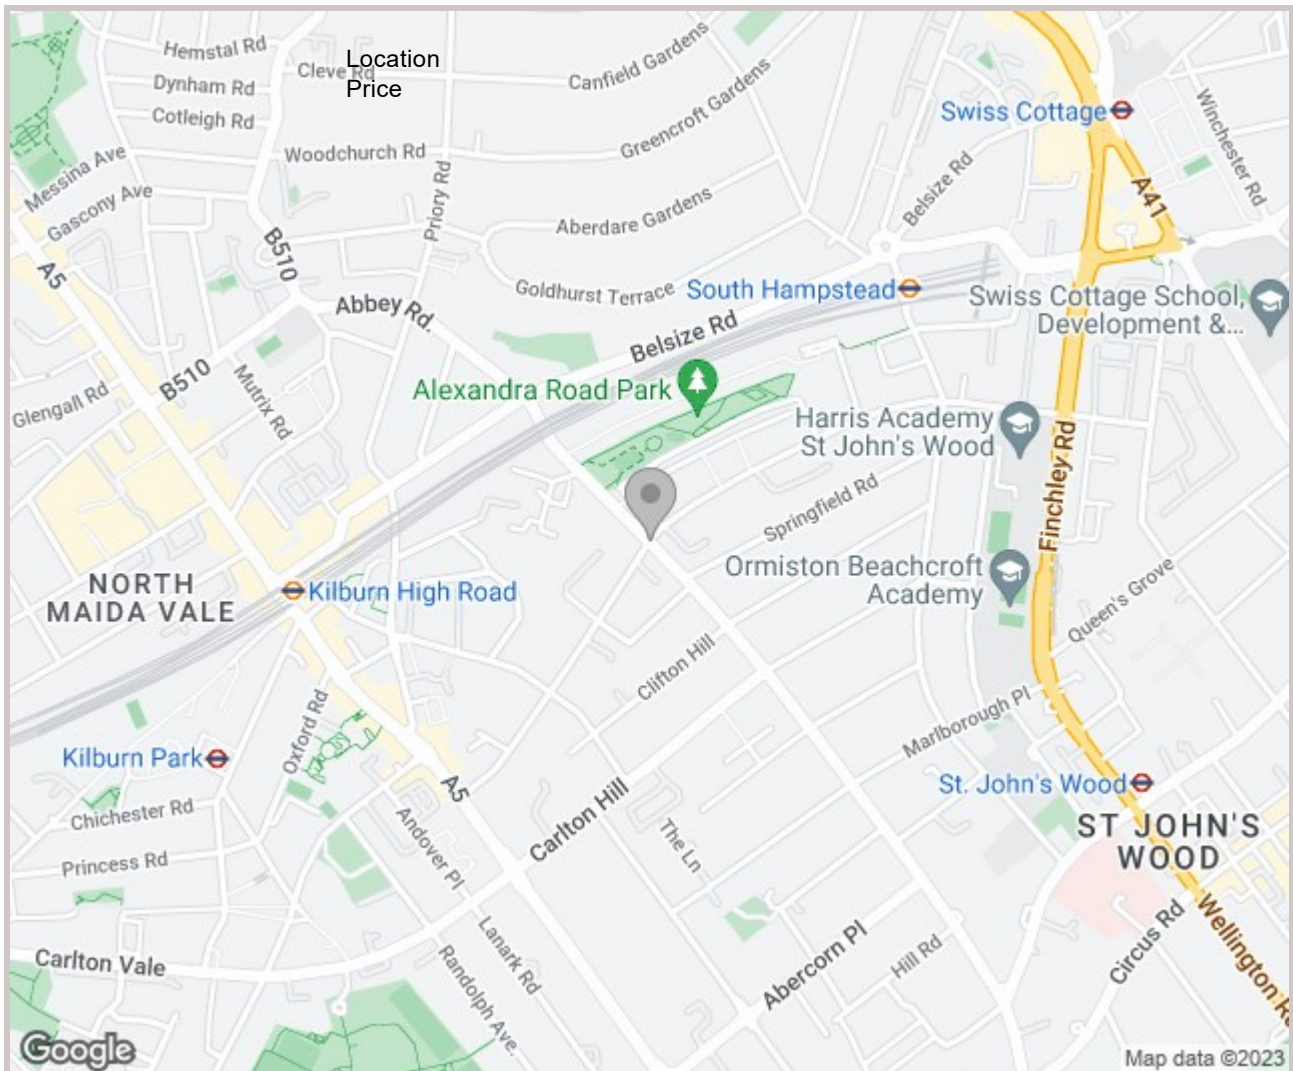 Hemstal Rd
Location
Cleve Rd
Price
Canfield Gardens
Dynham Rd
Cotleigh Rd
Greencroft Gardens
Swiss Cottage
Winchester Rd
Messina Ave
Woodchurch Rd
Priory Rd
Belsize Rd
A41
Gascony Ave
Aberdare Gardens
B510
A5
Goldhurst Terrace
South Hampstead
Swiss Cottage School,
Development &...
Abbey Rd.
Belsize Rd
B510
Mutrix Rd
Glengall Rd
Alexandra Road Park
Harris Academy
St John's Wood
Finchley Rd
Springfield Rd
Ormiston Beachcroft
Academy
Queen's Grove
NORTH
MAIDA VALE
Kilburn High Road
Clifton Hill
Marlborough Pl
Oxford Rd
Kilburn Park
A5
St. John's Wood
Chichester Rd
Andover Pl
Carlton Hill
The Ln
ST JOHN'S
WOOD
Princess Rd
Wellington R
Circus Rd
Abercorn Pl
Hill Rd
Lanark Rd
Carlton Vale
Randolph Ave.
Google
Map data ©2023